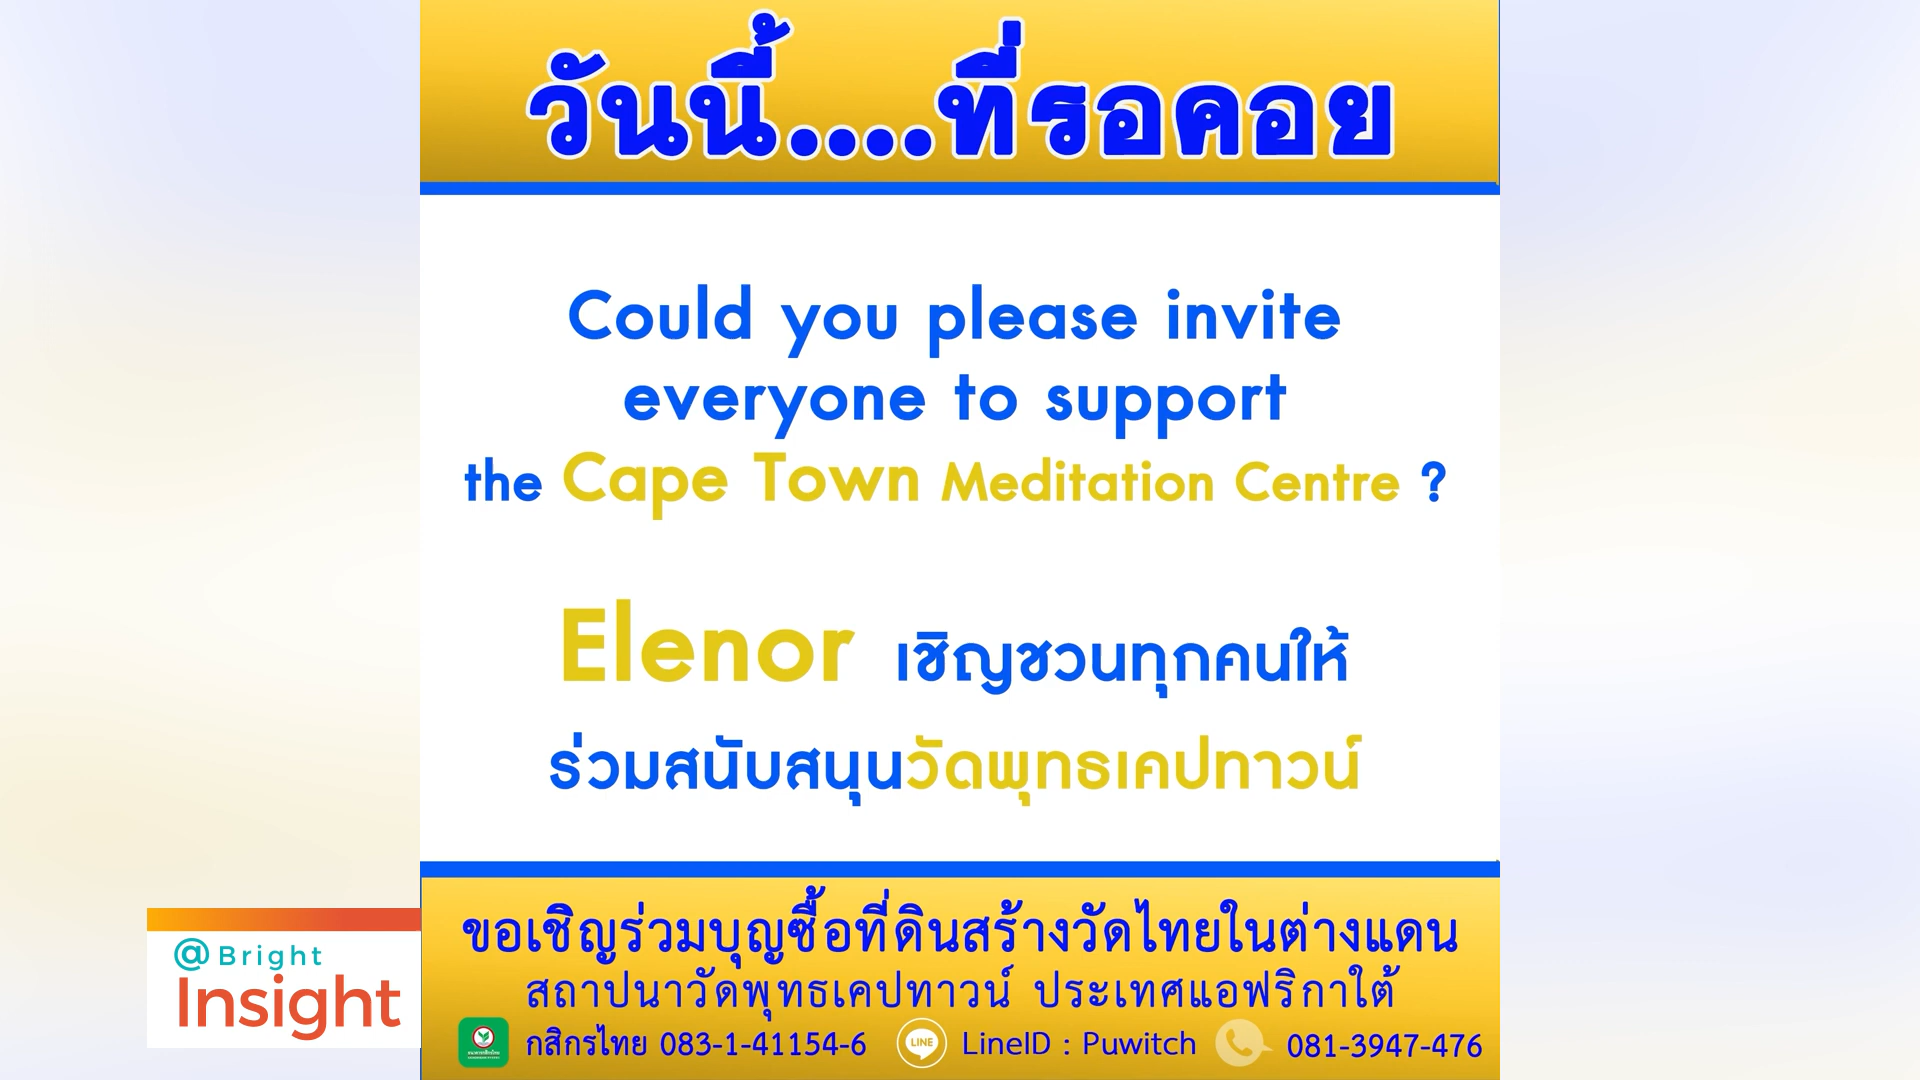 วันนี้....ที่รอคอย
Could you please invite
everyone to support
the Cape Town Meditation Centre ?
Elenor เชิญชวนทุกคนให้
ร่วมสนับสนุนวัดพุทธเคปทาวน์
ขอเชิญร่วมบุญซื้อที่ดินสร้างวัดไทยในต่างแดน
สถาปนาวัดพุทธเคปทาวน์ ประเทศแอฟริกาใต้
กสิกรไทย 083-1-41154-6 LINE LineID : Puwitch 081-3947-476
@Bright
Insight